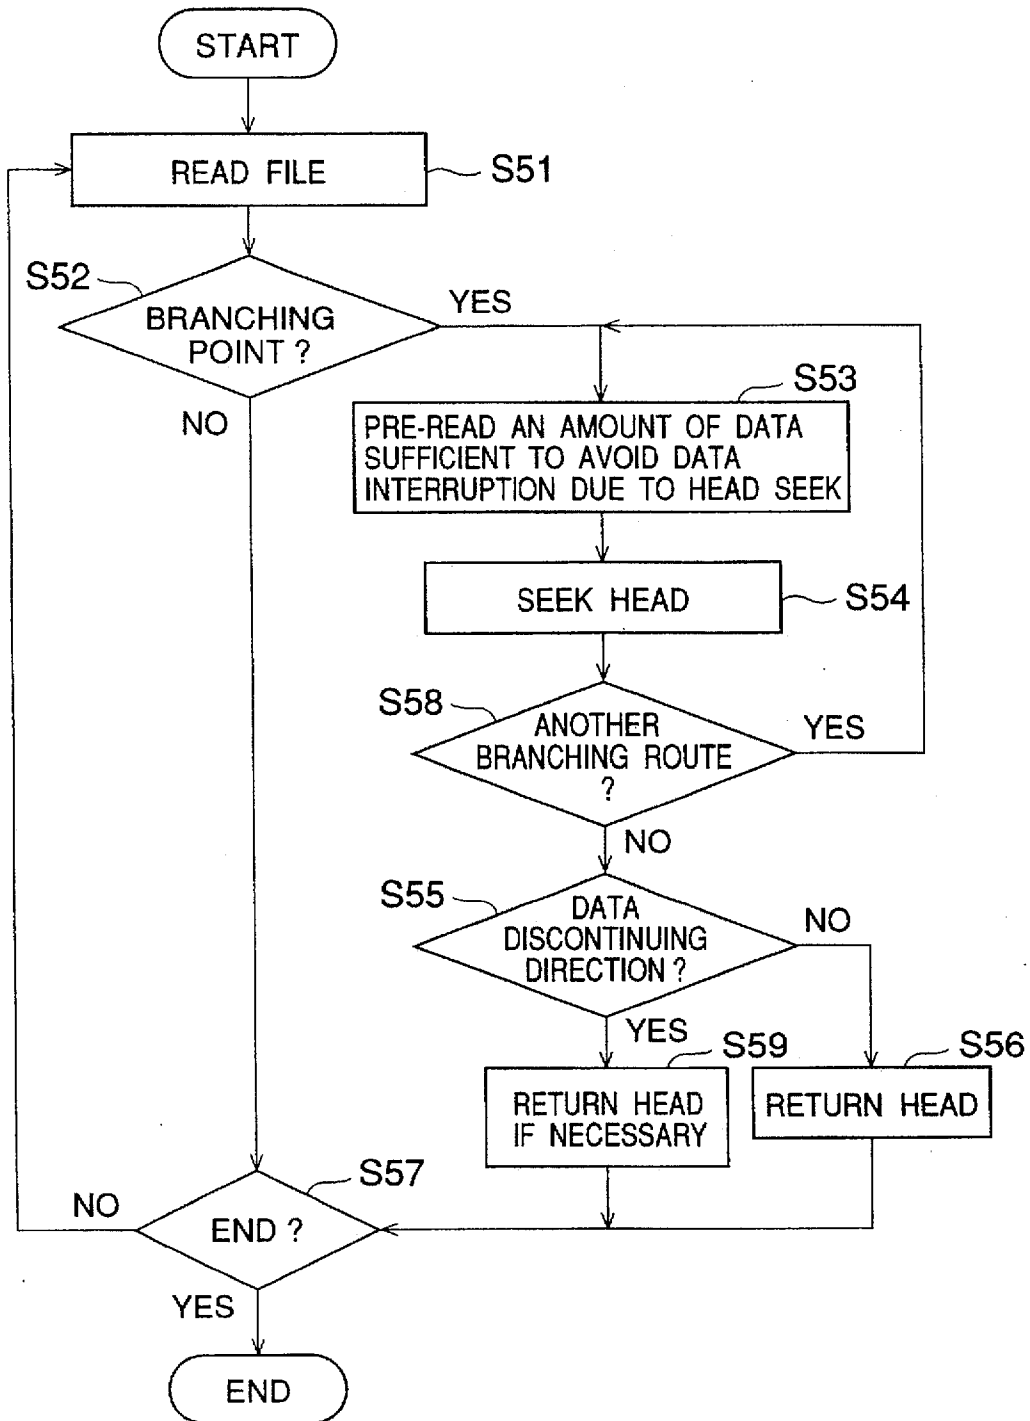 START
READ FILE
S51
S52
BRANCHING
POINT ?
YES
NO
S53
PRE-READ AN AMOUNT OF DATA
SUFFICIENT TO AVOID DATA
INTERRUPTION DUE TO HEAD SEEK
SEEK HEAD
S54
S58
ANOTHER
BRANCHING ROUTE
?
YES
NO
S55
DATA
DISCONTINUING
DIRECTION ?
NO
YES
S59
S56
RETURN HEAD
IF NECESSARY
RETURN HEAD
S57
NO
END ?
YES
END